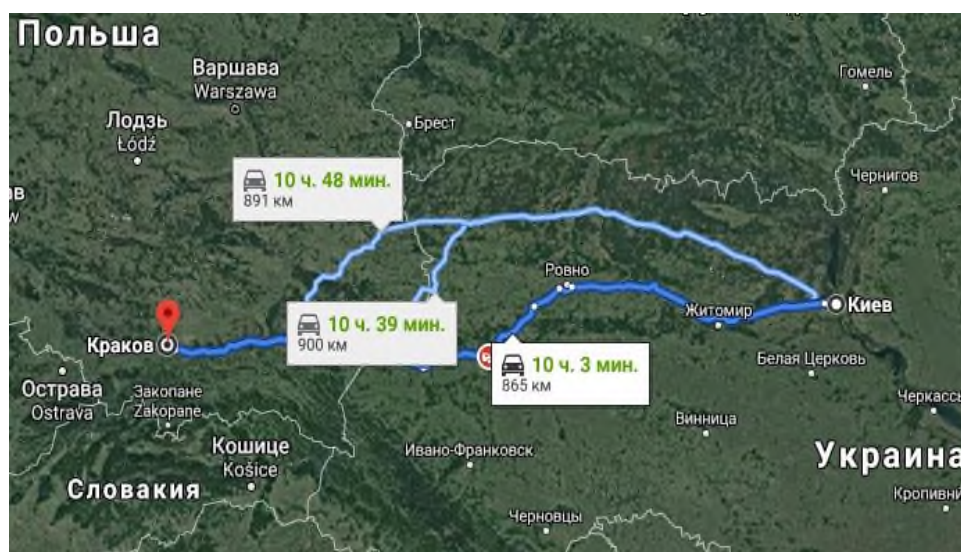 Польша
Варшава
Warszawa
Гомель
Лодзь
Łódź
Брест
Чернигов
10 ч. 48 мин.
891 км
Ровно
Киев
Житомир
10 ч. 39 мин.
900 км
Краков
10 ч. 3 мин.
865 км
Белая Церковь
Острава
Ostrava
Закопане
Zakopane
Черкассы
Винница
Кошице
Košice
Ивано-Франковск
Украина
Словакия
Кропивни
Черновцы